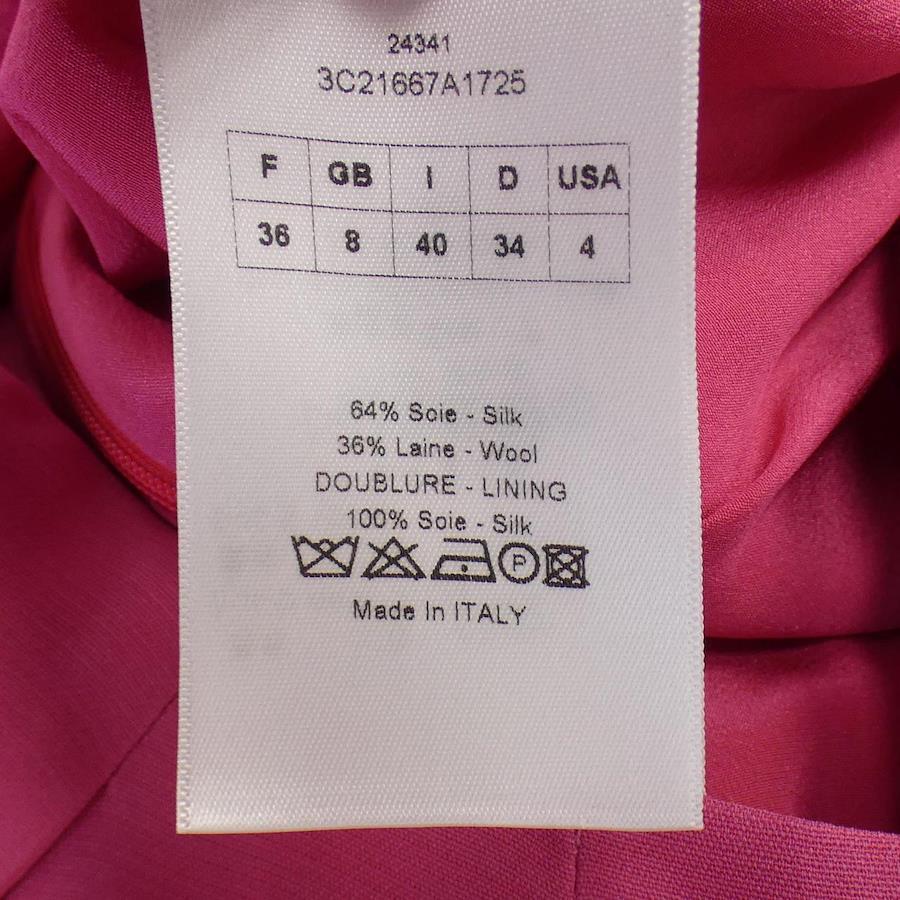 24341
3C21667A1725
F GB I D USA
36 8 40 34 4
64% Soie - Silk
36% Laine - Wool
DOUBLURE - LINING
100% Soie - Silk
P
Made In ITALY